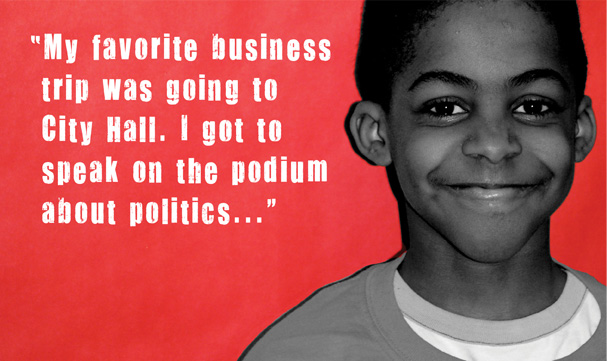 "My favorite business
trip was going to
City Hall. I got to
speak on the podium
about politics..."